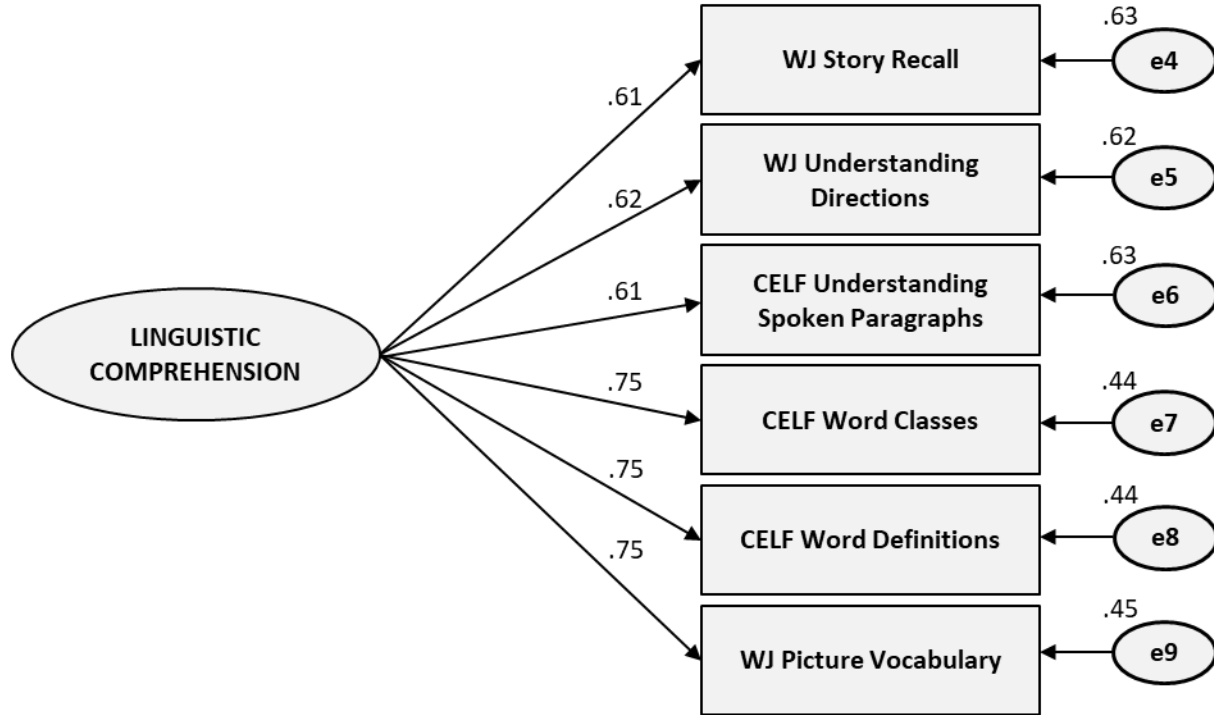 .63
WJ Story Recall
e4
.61
.62
WJ Understanding
Directions
e5
.62
.63
CELF Understanding
Spoken Paragraphs
e6
.61
LINGUISTIC
COMPREHENSION
.75
CELF Word Classes
.44
e7
.75
CELF Word Definitions
.44
e8
.75
WJ Picture Vocabulary
.45
e9